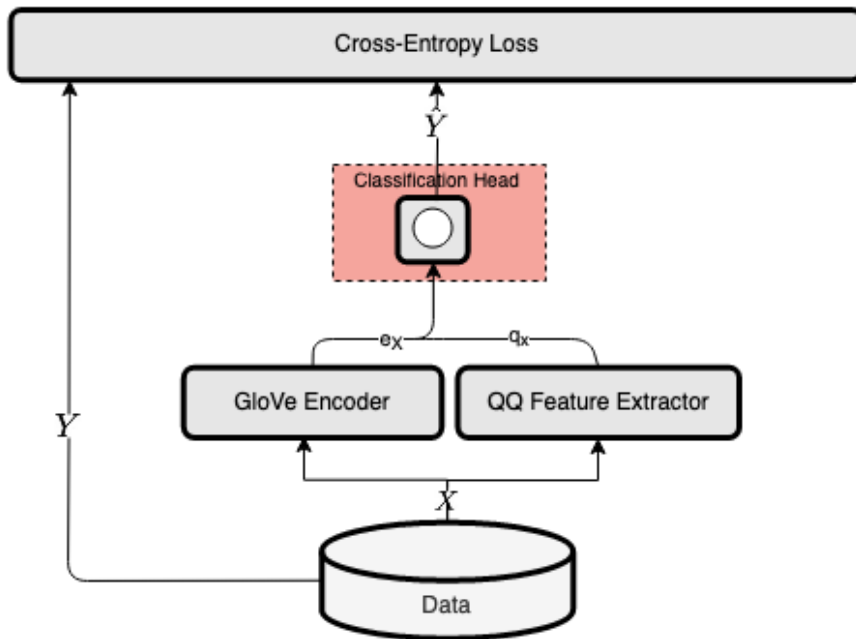 Cross-Entropy Loss
Ŷ
Classification Head
eX
qx
GloVe Encoder
QQ Feature Extractor
Y
X
Data